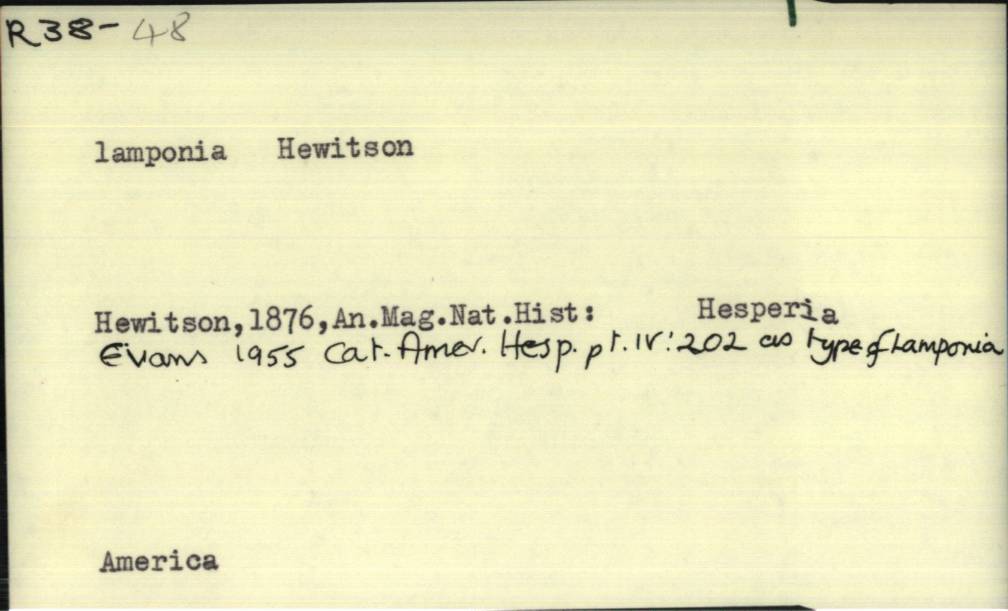 R38-48
lamponia Hewitson
Hewitson,1876,An.Mag.Nat.Hist: Hesperia
Evans 1955 Cat. Amer. Hesp. pt. IV: 202 as type of Lamponia
America